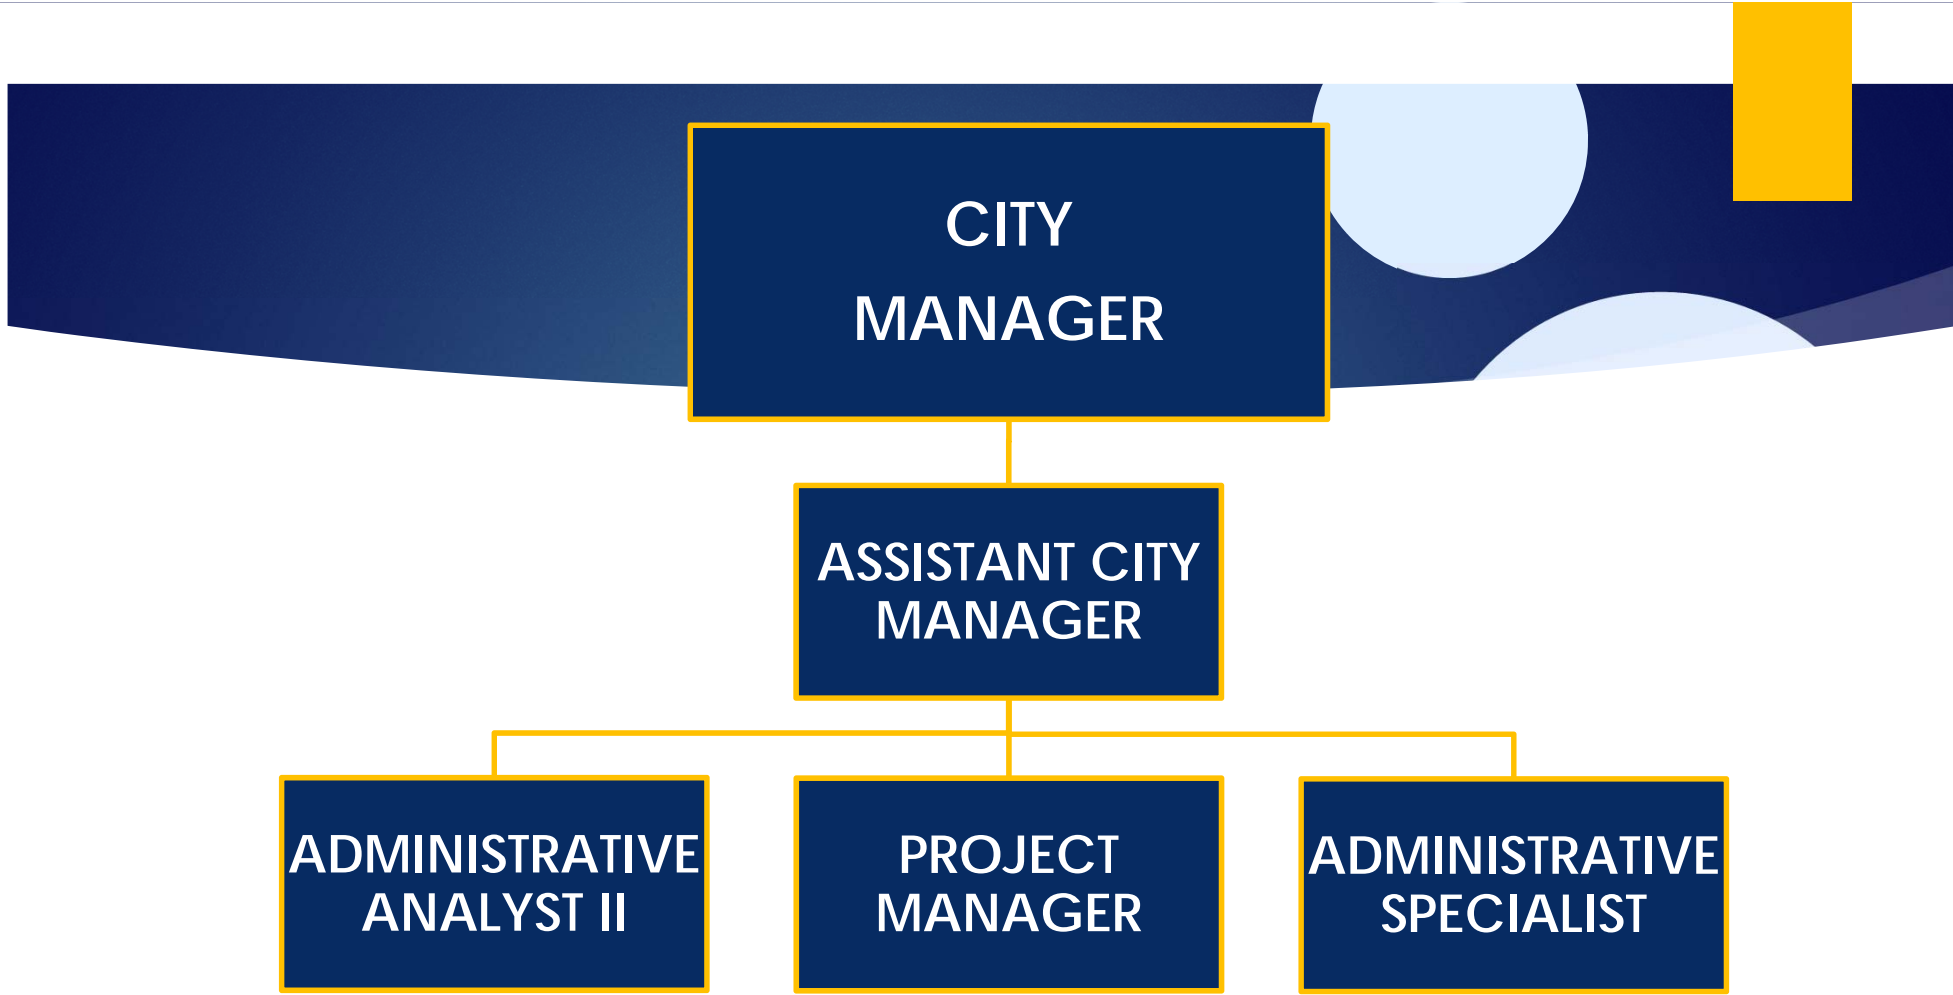 CITY
MANAGER
ASSISTANT CITY
MANAGER
ADMINISTRATIVE
ANALYST II
PROJECT
MANAGER
ADMINISTRATIVE
SPECIALIST